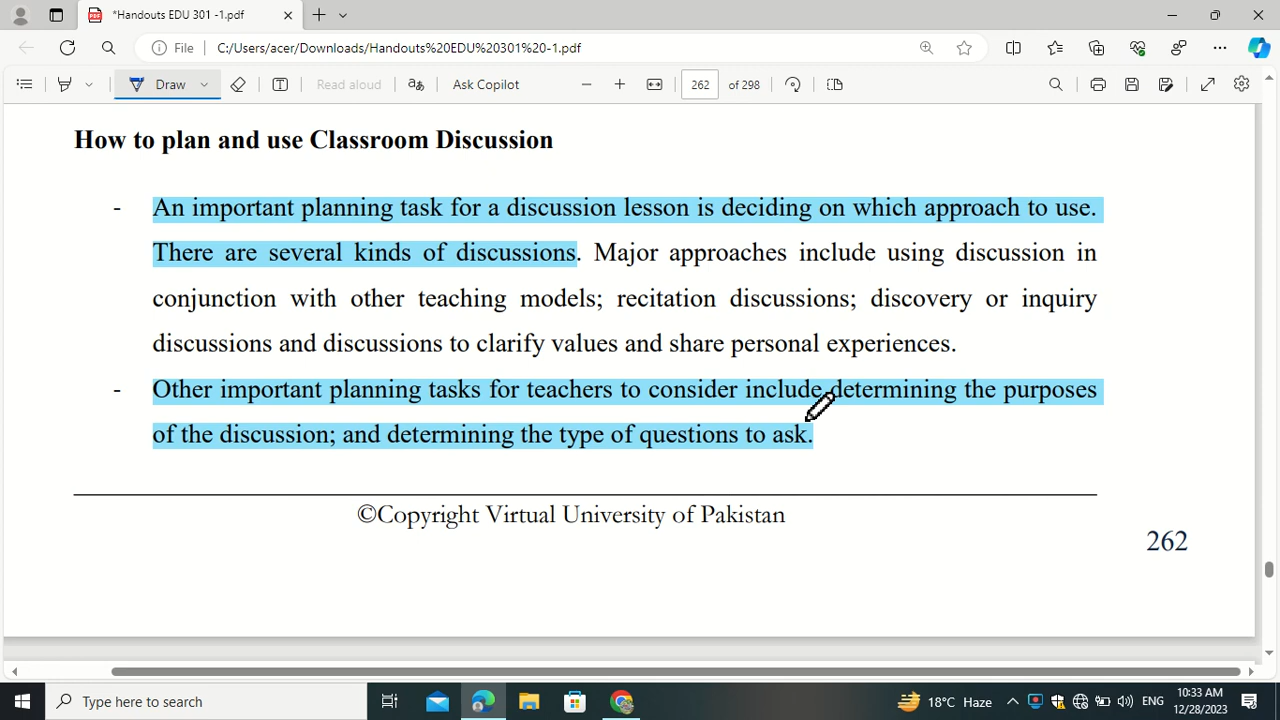 *Handouts EDU 301 -1.pdf
File C:/Users/acer/Downloads/Handouts%20EDU%20301%20-1.pdf
Draw Read aloud Ask Copilot 262 of 298
How to plan and use Classroom Discussion
- An important planning task for a discussion lesson is deciding on which approach to use.
There are several kinds of discussions. Major approaches include using discussion in
conjunction with other teaching models; recitation discussions; discovery or inquiry
discussions and discussions to clarify values and share personal experiences.
- Other important planning tasks for teachers to consider include determining the purposes
of the discussion; and determining the type of questions to ask.
©Copyright Virtual University of Pakistan
262
Type here to search 18°C Haze ENG 10:33 AM
12/28/2023